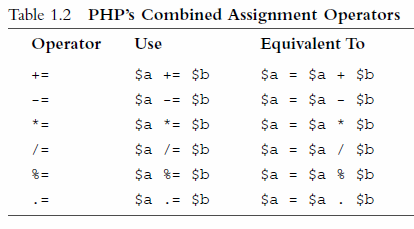 Table 1.2 PHP's Combined Assignment Operators
Operator Use Equivalent To
+= $a += $b $a = $a + $b
-= $a -= $b $a = $a - $b
*= $a *= $b $a = $a * $b
/= $a /= $b $a = $a / $b
%= $a %= $b $a = $a % $b
.= $a .= $b $a = $a . $b